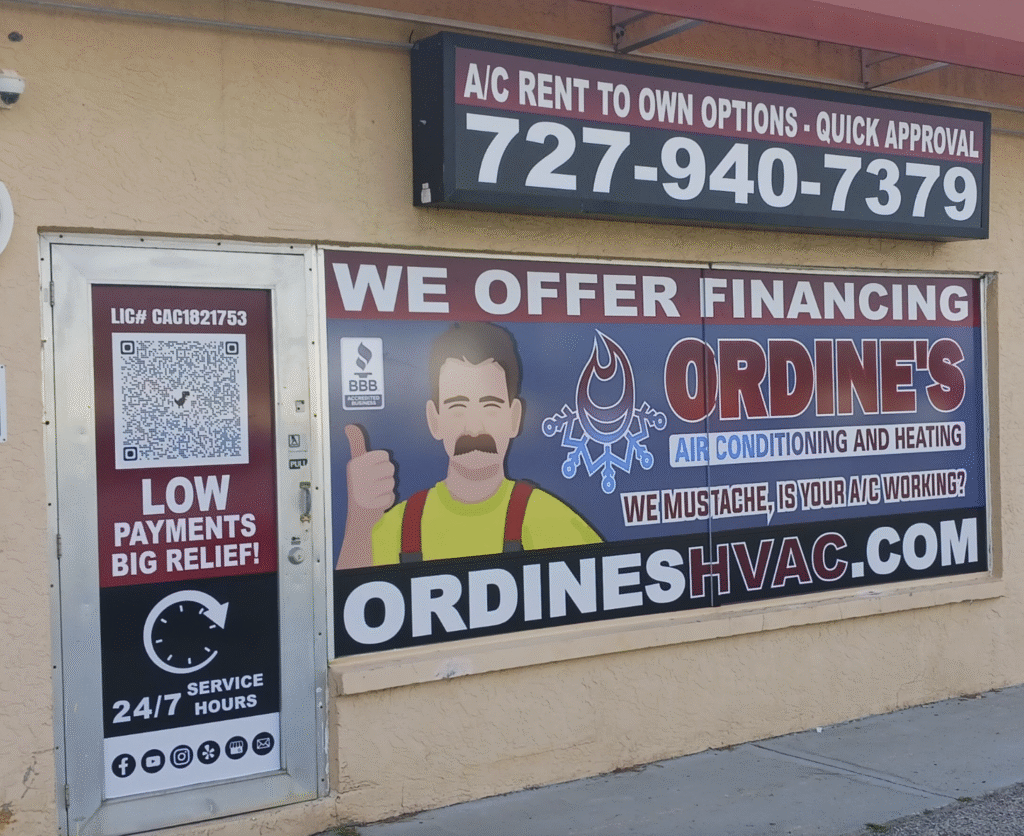 A/C RENT TO OWN OPTIONS - QUICK APPROVAL
727-940-7379
WE OFFER FINANCING
LIC# CAC1821753
BBB
ACCREDITED
BUSINESS
ORDINE'S
AIR CONDITIONING AND HEATING
WE MUSTACHE, IS YOUR A/C WORKING?
ORDINESHVAC.COM
LOW
PAYMENTS
BIG RELIEF!
24/7 SERVICE
HOURS
PULL